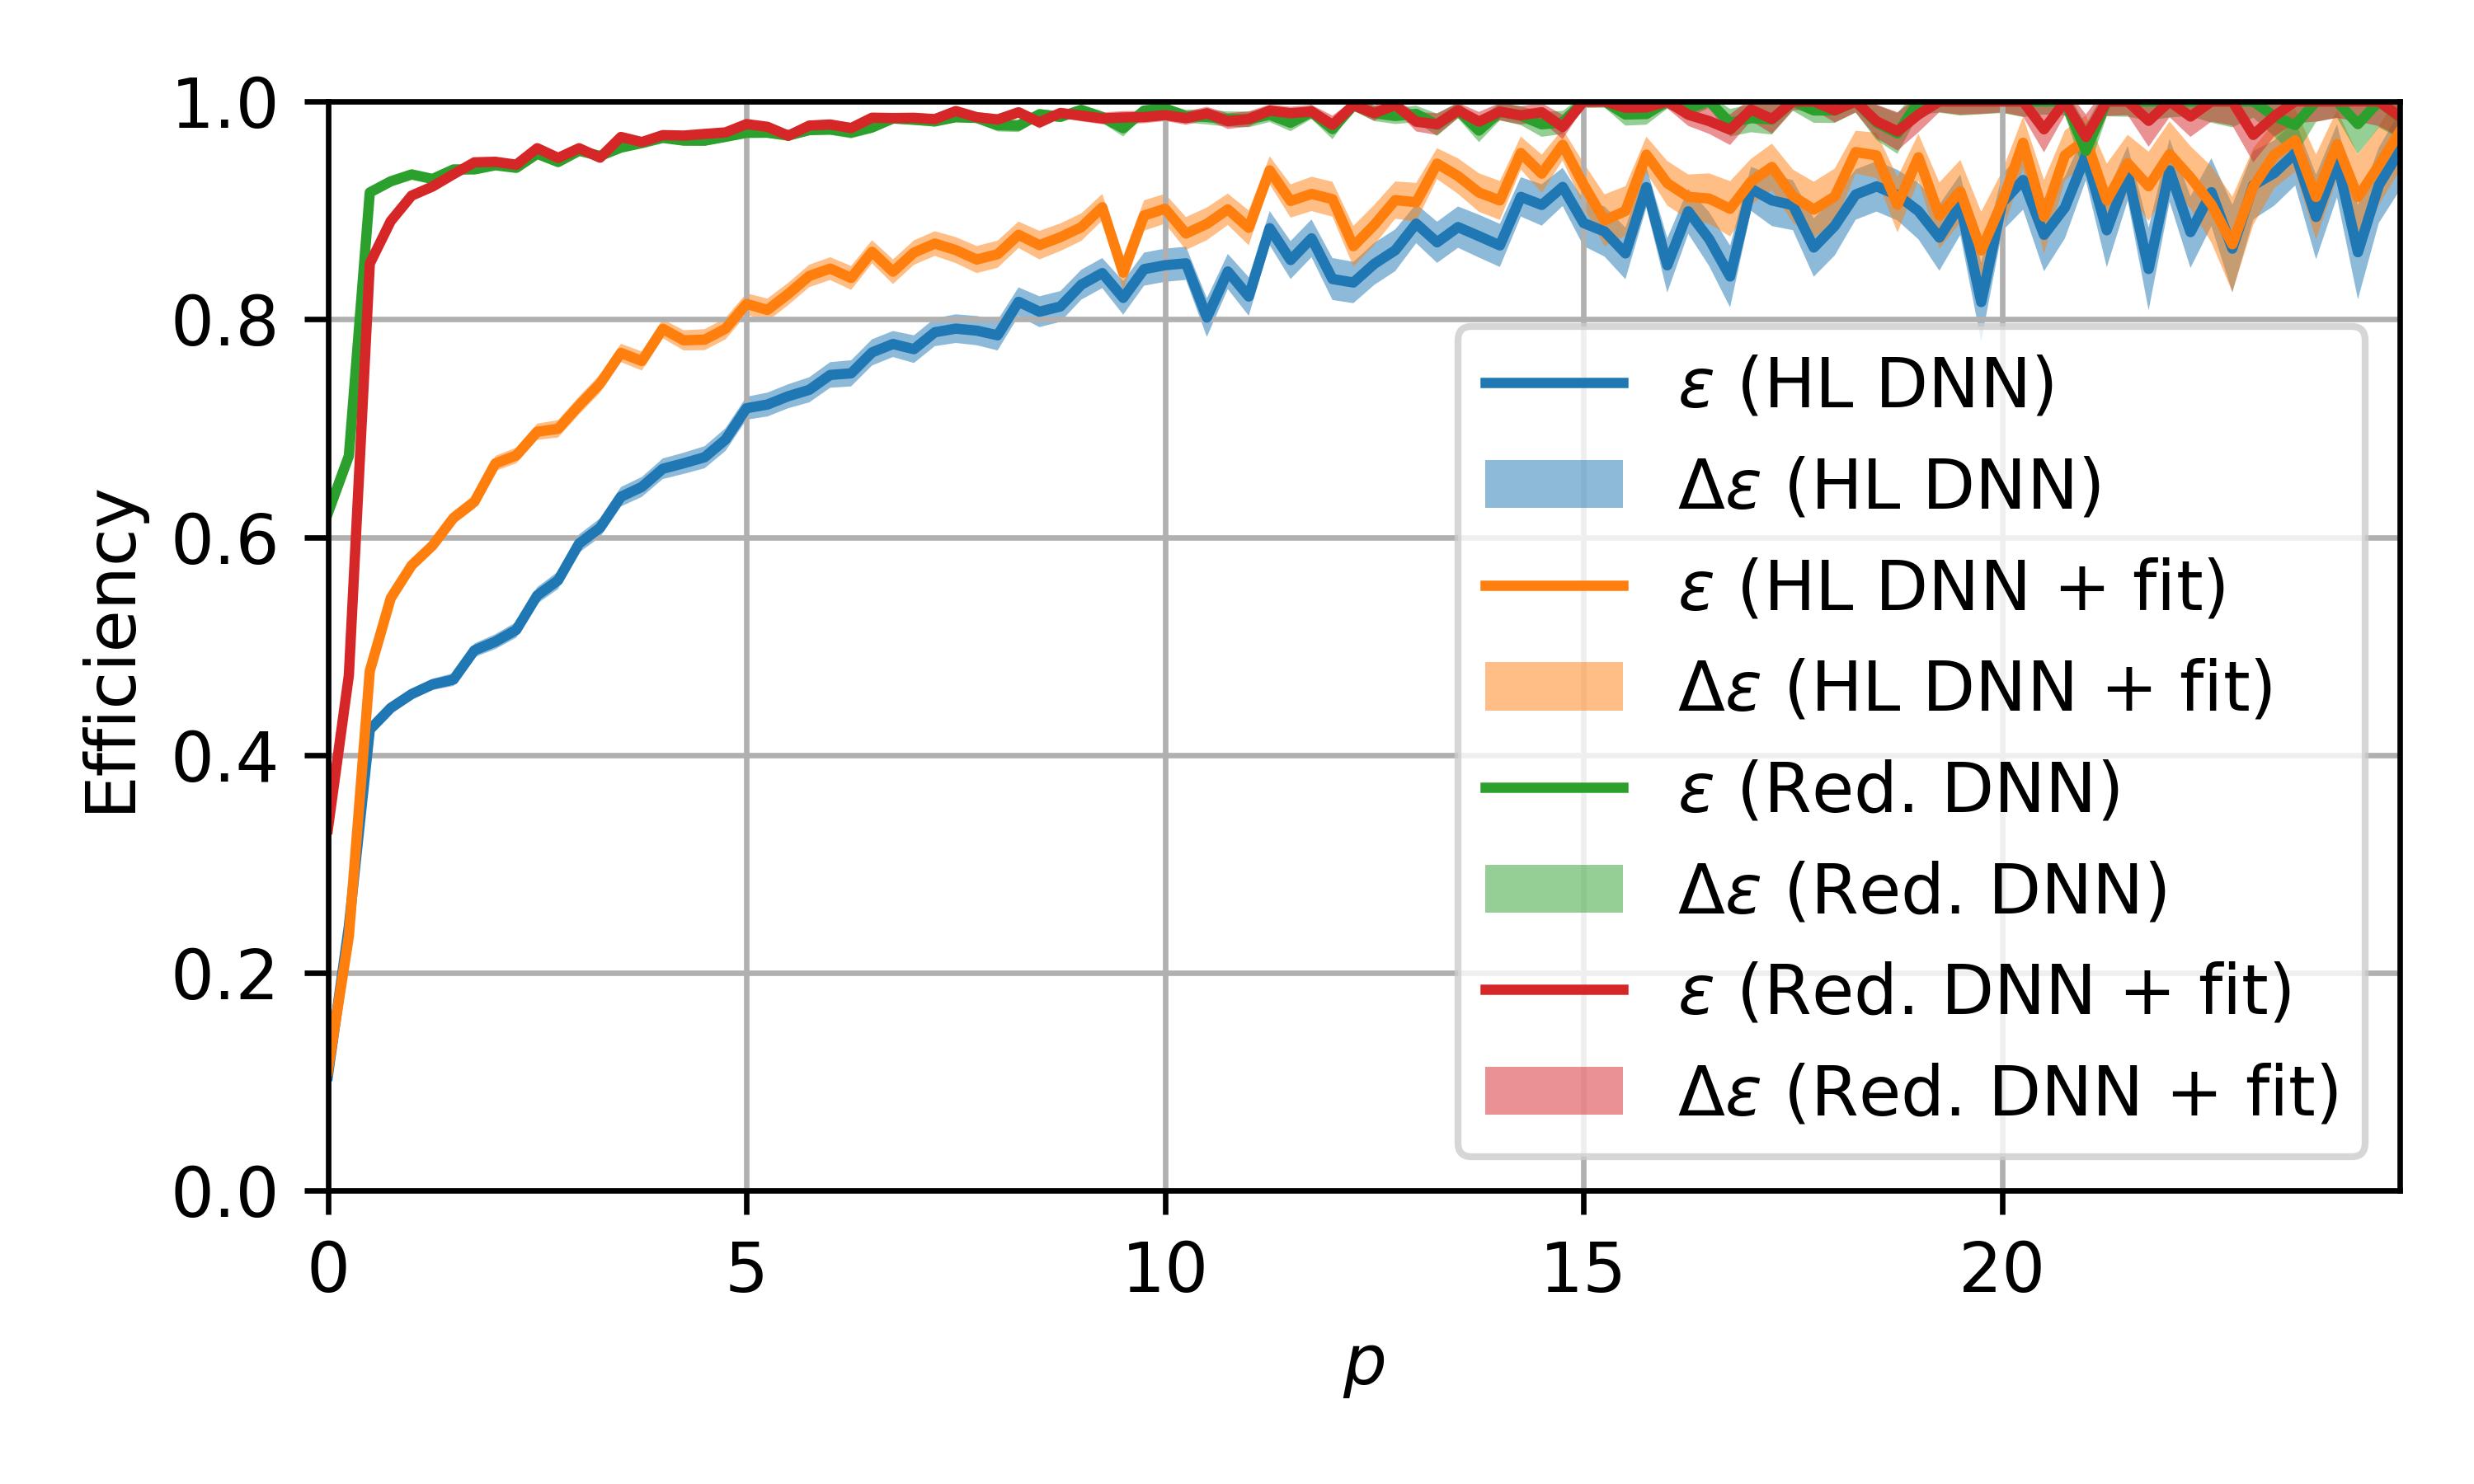 1.0
0.8
0.6
0.4
0.2
0.0
Efficiency
0
5
10
15
20
p
ε (HL DNN)
Δε (HL DNN)
ε (HL DNN + fit)
Δε (HL DNN + fit)
ε (Red. DNN)
Δε (Red. DNN)
ε (Red. DNN + fit)
Δε (Red. DNN + fit)